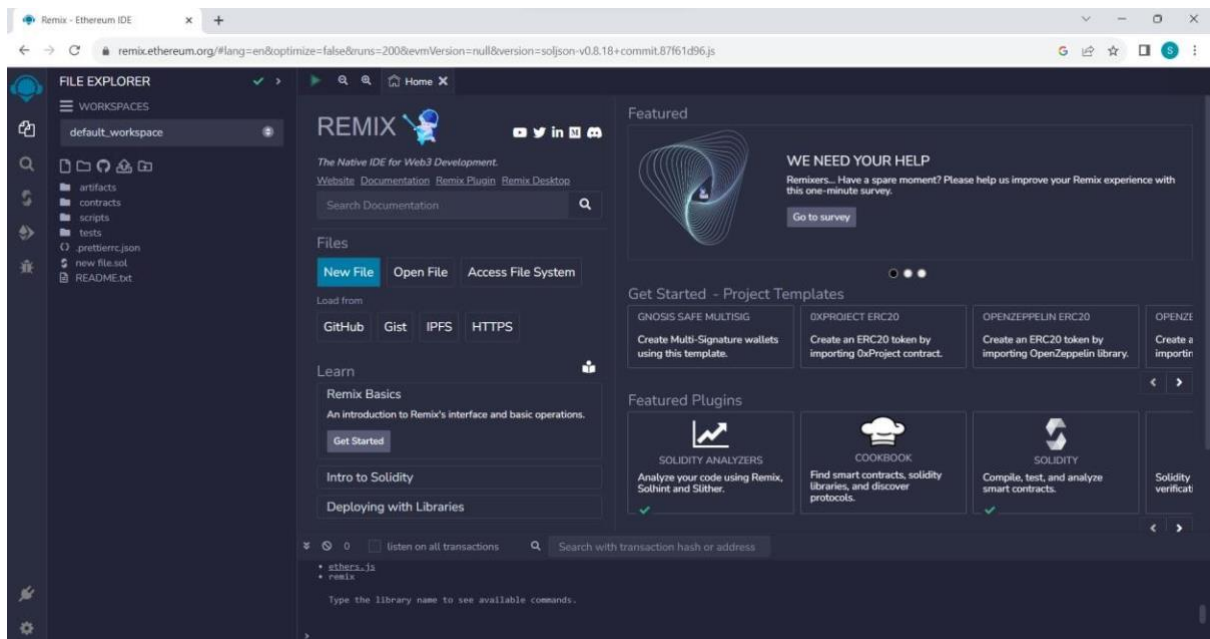 Remix - Ethereum IDE
remix.ethereum.org/#lang=en&optimize=false&runs=200&evmVersion=null&version=soljson-v0.8.18+commit.87f61d96.js
G
S
FILE EXPLORER
WORKSPACES
default_workspace
artifacts
contracts
scripts
tests
.prettierrc.json
new file.sol
README.txt
Home
REMIX
The Native IDE for Web3 Development.
Website Documentation Remix Plugin Remix Desktop
Search Documentation
Files
New File Open File Access File System
Load from
GitHub Gist IPFS HTTPS
Learn
Remix Basics
An introduction to Remix's interface and basic operations.
Get Started
Intro to Solidity
Deploying with Libraries
Featured
WE NEED YOUR HELP
Remixers... Have a spare moment? Please help us improve your Remix experience with
this one-minute survey.
Go to survey
Get Started - Project Templates
GNOSIS SAFE MULTISIG
Create Multi-Signature wallets
using this template.
0XPROJECT ERC20
Create an ERC20 token by
importing 0xProject contract.
OPENZEPPELIN ERC20
Create an ERC20 token by
importing OpenZeppelin library.
OPENZE
Create a
importin
Featured Plugins
SOLIDITY ANALYZERS
Analyze your code using Remix,
Solhint and Slither.
COOKBOOK
Find smart contracts, solidity
libraries, and discover
protocols.
SOLIDITY
Compile, test, and analyze
smart contracts.
Solidity
verificati
0 listen on all transactions Search with transaction hash or address
• ethers.js
• remix
Type the library name to see available commands.
>